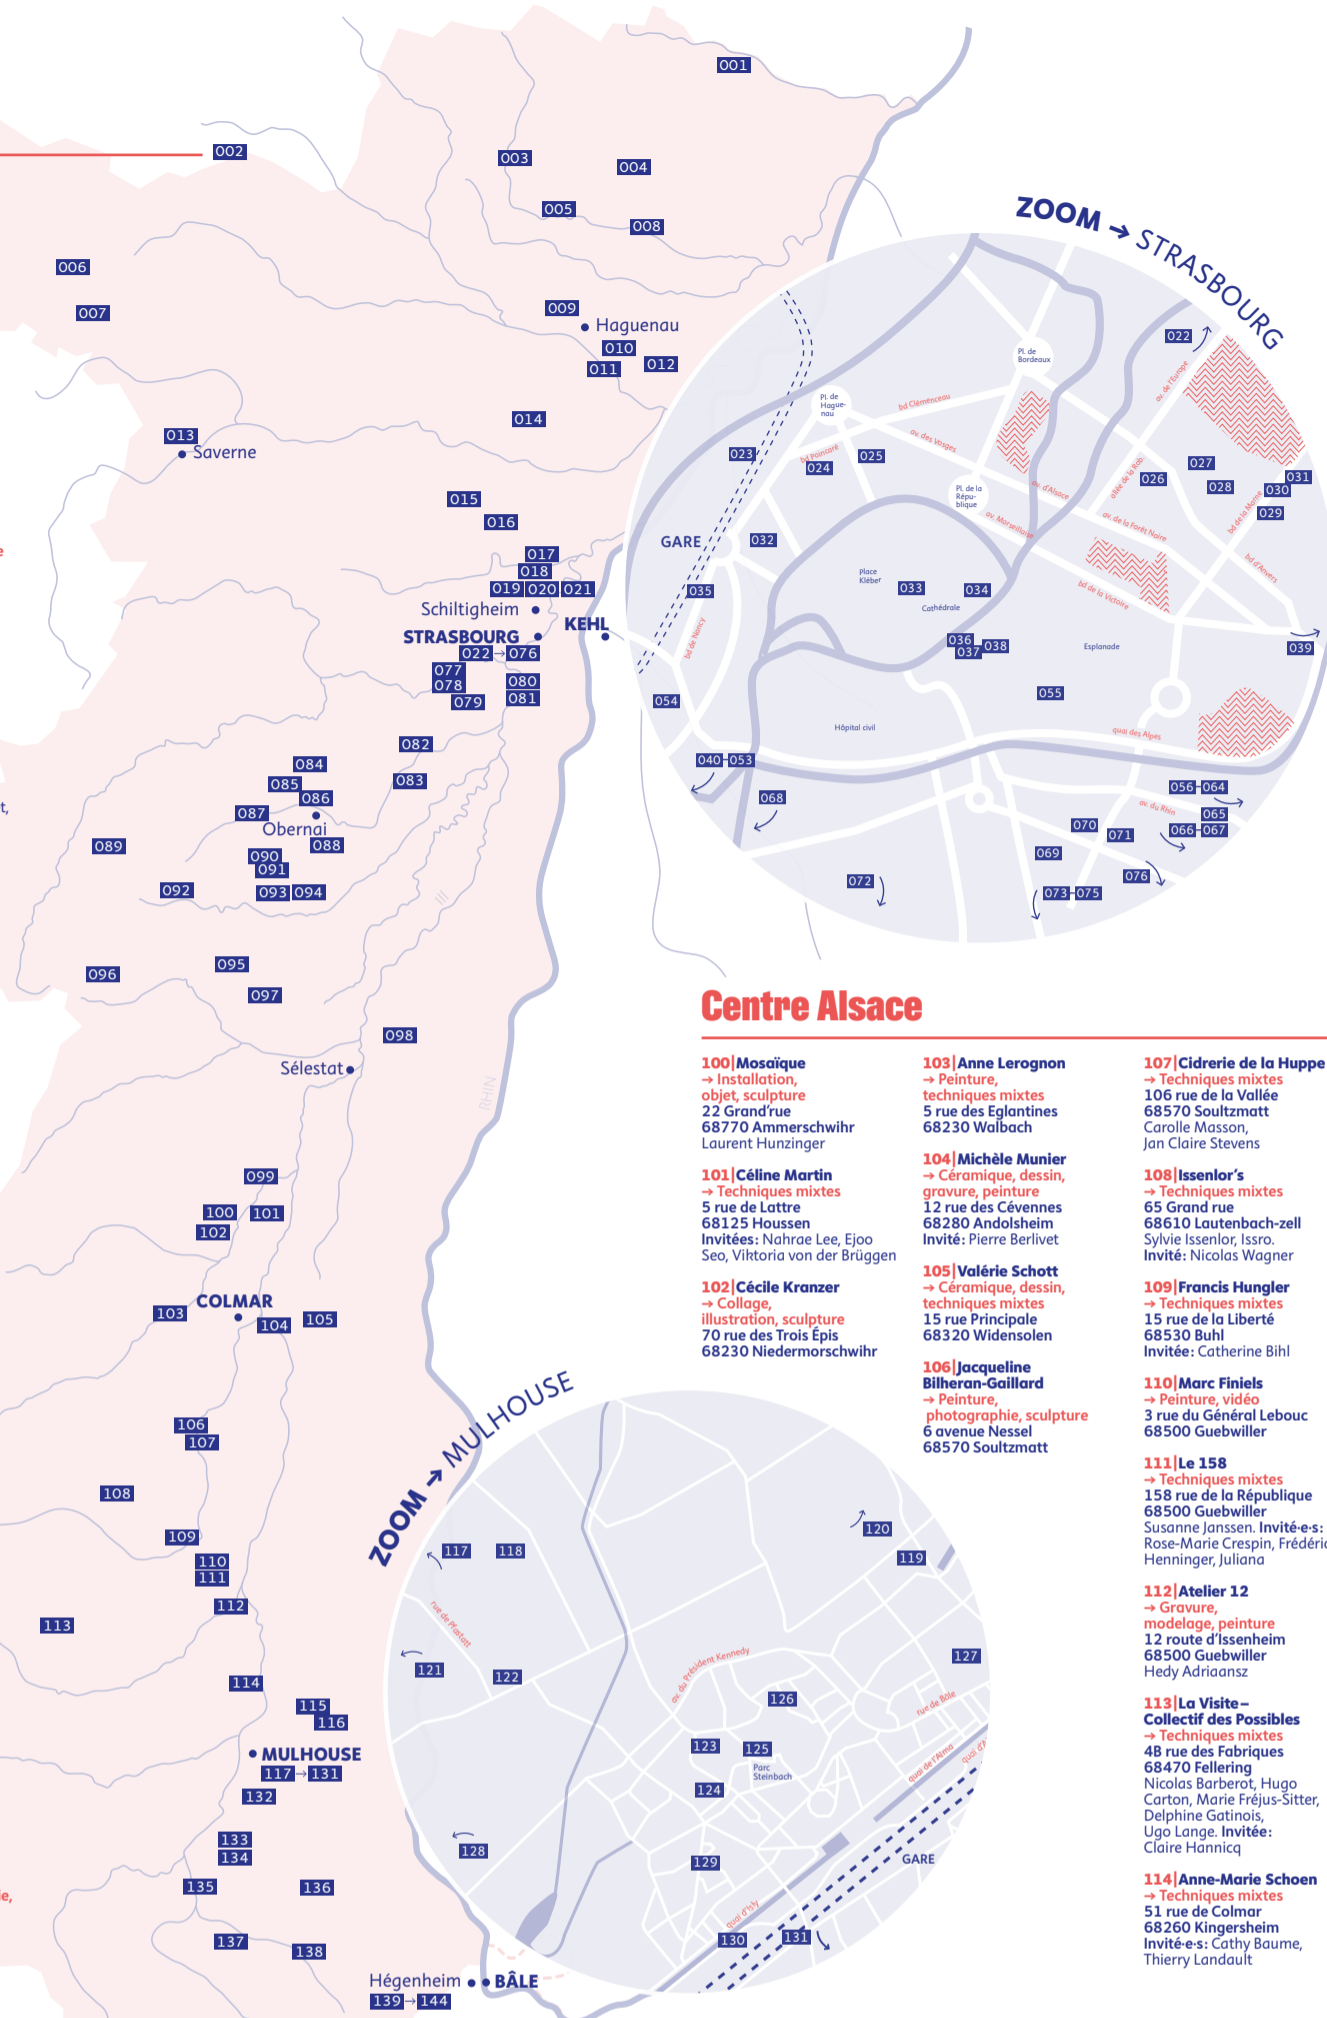 001
002
003
004
005
008
006
007
009
Haguenau
010
011
012
013
Saverne
014
015
016
017
018
019
020
021
Schiltigheim
STRASBOURG
KEHL
022 → 076
077
078
079
080
081
082
083
084
085
086
087
Obernai
088
089
090
091
092
093
094
ILL
095
096
097
098
Sélestat
RHIN
099
100
101
102
COLMAR
103
104
105
106
107
108
109
110
111
112
113
114
115
116
MULHOUSE
117 → 131
132
133
134
135
136
137
138
Hégenheim
BÂLE
139 → 144
e
t,
ie,
ZOOM → STRASBOURG
022
Pl. de
Bordeaux
av. de l'Europe
Pl. de
Hague-
nau
bd Clémenceau
av. des Vosges
bd Poincaré
023
024
025
Pl. de la
Répu-
blique
av. d'Alsace
allée de la Rob.
026
027
028
029
030
031
bd de la Marne
av. Marseillaise
av. de la Forêt Noire
bd d'Anvers
GARE
032
Place
Kléber
033
034
Cathédrale
035
bd de la Victoire
bd de Nancy
036
037
038
Esplanade
039
054
055
Hôpital civil
quai des Alpes
040–053
068
056–064
av. du Rhin
065
066–067
070
071
069
072
073–075
076
Centre Alsace
100|Mosaïque
→ Installation,
objet, sculpture
22 Grand'rue
68770 Ammerschwihr
Laurent Hunzinger
101|Céline Martin
→ Techniques mixtes
5 rue de Lattre
68125 Houssen
Invitées: Nahrae Lee, Ejoo
Seo, Viktoria von der Brüggen
102|Cécile Kranzer
→ Collage,
illustration, sculpture
70 rue des Trois Épis
68230 Niedermorschwihr
103|Anne Lerognon
→ Peinture,
techniques mixtes
5 rue des Eglantines
68230 Walbach
104|Michèle Munier
→ Céramique, dessin,
gravure, peinture
12 rue des Cévennes
68280 Andolsheim
Invité: Pierre Berlivet
105|Valérie Schott
→ Céramique, dessin,
techniques mixtes
15 rue Principale
68320 Widensolen
106|Jacqueline
Bilheran-Gaillard
→ Peinture,
photographie, sculpture
6 avenue Nessel
68570 Soultzmatt
107|Cidrerie de la Huppe
→ Techniques mixtes
106 rue de la Vallée
68570 Soultzmatt
Carolle Masson,
Jan Claire Stevens
108|Issenlor's
→ Techniques mixtes
65 Grand rue
68610 Lautenbach-zell
Sylvie Issenlor, Issro.
Invité: Nicolas Wagner
109|Francis Hungler
→ Techniques mixtes
15 rue de la Liberté
68530 Buhl
Invitée: Catherine Bihl
110|Marc Finiels
→ Peinture, vidéo
3 rue du Général Lebouc
68500 Guebwiller
111|Le 158
→ Techniques mixtes
158 rue de la République
68500 Guebwiller
Susanne Janssen. Invité·e·s:
Rose-Marie Crespin, Frédéric
Henninger, Juliana
112|Atelier 12
→ Gravure,
modelage, peinture
12 route d'Issenheim
68500 Guebwiller
Hedy Adriaansz
113|La Visite–
Collectif des Possibles
→ Techniques mixtes
4B rue des Fabriques
68470 Fellering
Nicolas Barberot, Hugo
Carton, Marie Fréjus-Sitter,
Delphine Gatinois,
Ugo Lange. Invitée:
Claire Hannicq
114|Anne-Marie Schoen
→ Techniques mixtes
51 rue de Colmar
68260 Kingersheim
Invité·e·s: Cathy Baume,
Thierry Landault
ZOOM → MULHOUSE
117
118
120
119
rue de Pfastatt
121
122
av. du Président Kennedy
127
126
rue de Bâle
123
125
Parc
Steinbach
quai de l'Alma
quai d'A
124
128
129
GARE
quai d'Isly
130
131